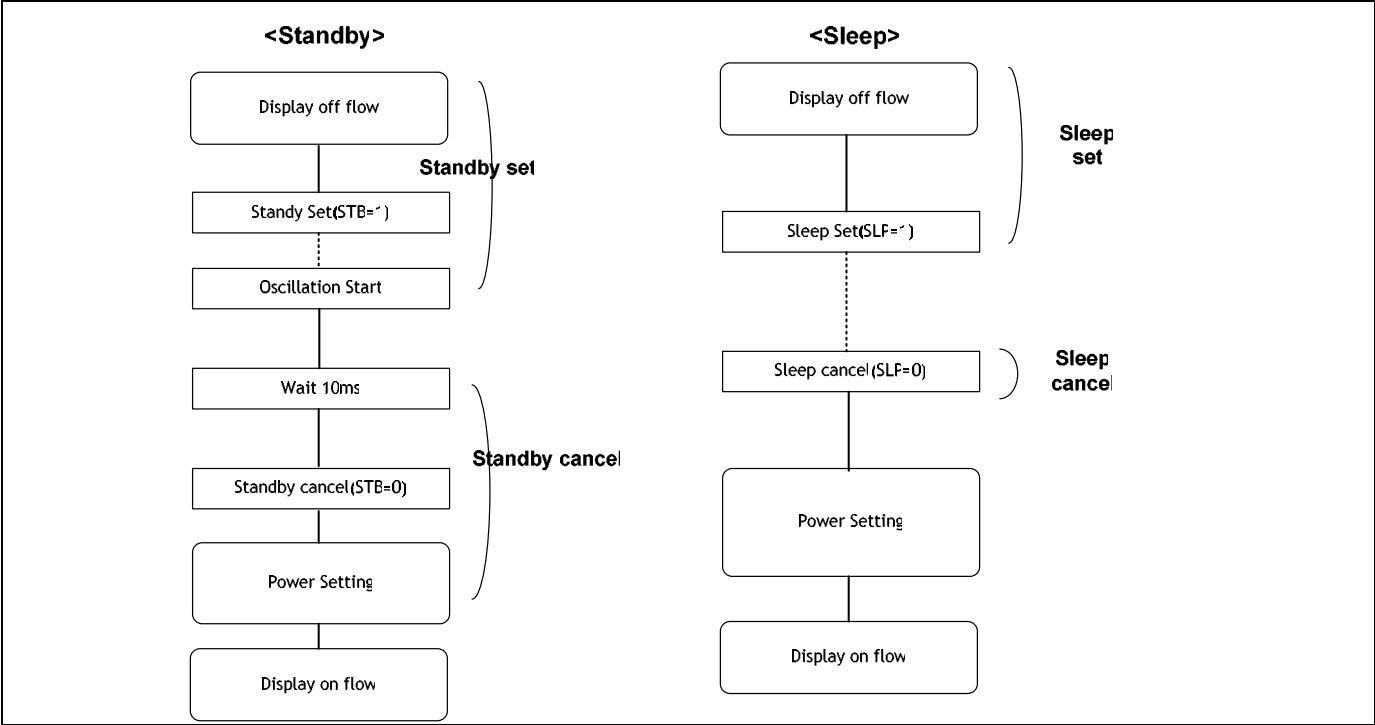 <Standby>
Display off flow
Standby set
Standy Set(STB=1)
Oscillation Start
Wait 10ms
Standby cancel
Standby cancel(STB=0)
Power Setting
Display on flow
<Sleep>
Display off flow
Sleep
set
Sleep Set(SLP=1)
Sleep cancel(SLP=0)
Sleep
cancel
Power Setting
Display on flow